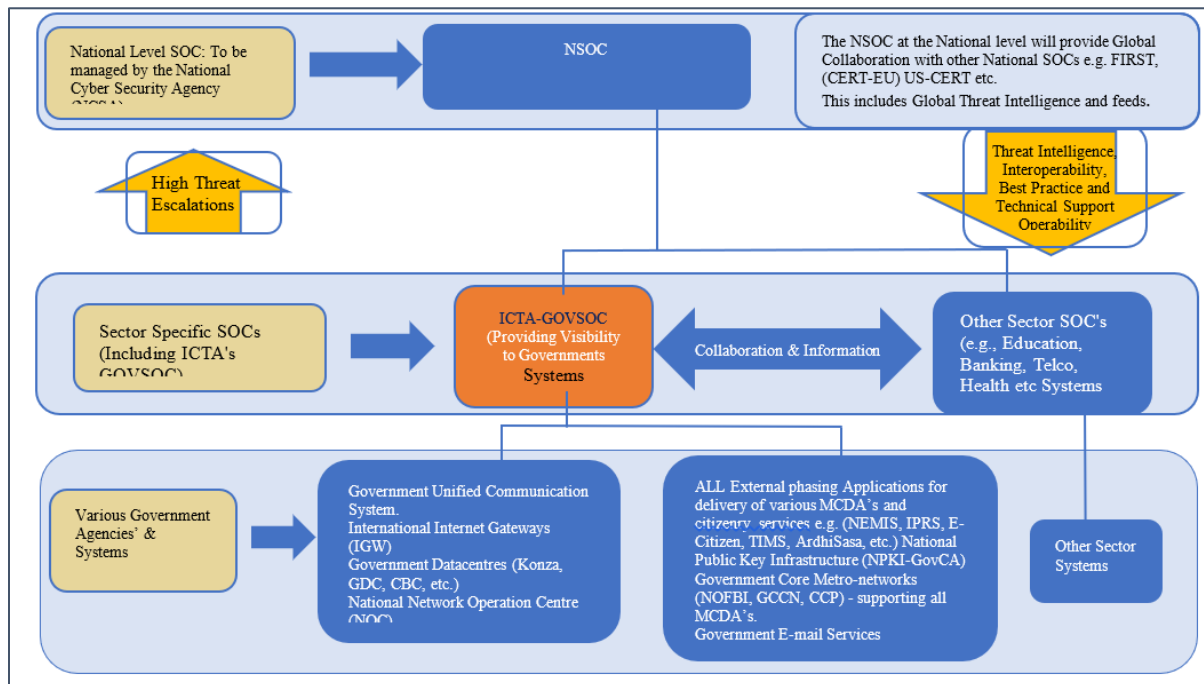 National Level SOC: To be
managed by the National
Cyber Security Agency
(NCSA)
NSOC
The NSOC at the National level will provide Global
Collaboration with other National SOCs e.g. FIRST,
(CERT-EU) US-CERT etc.
This includes Global Threat Intelligence and feeds.
High Threat
Escalations
Threat Intelligence,
Interoperability,
Best Practice and
Technical Support
Operability
Sector Specific SOCs
(Including ICTA's
GOVSOC)
ICTA-GOVSOC
(Providing Visibility
to Governments
Systems
Collaboration & Information
Other Sector SOC's
(e.g., Education,
Banking, Telco,
Health etc Systems
Various Government
Agencies' &
Systems
Government Unified Communication
System.
International Internet Gateways
(IGW)
Government Datacentres (Konza,
GDC, CBC, etc.)
National Network Operation Centre
(NOC)
ALL External phasing Applications for
delivery of various MCDA's and
citizenry services e.g. (NEMIS, IPRS, E-
Citizen, TIMS, ArdhiSasa, etc.) National
Public Key Infrastructure (NPKI-GovCA)
Government Core Metro-networks
(NOFBI, GCCN, CCP) - supporting all
MCDA's.
Government E-mail Services
Other Sector
Systems